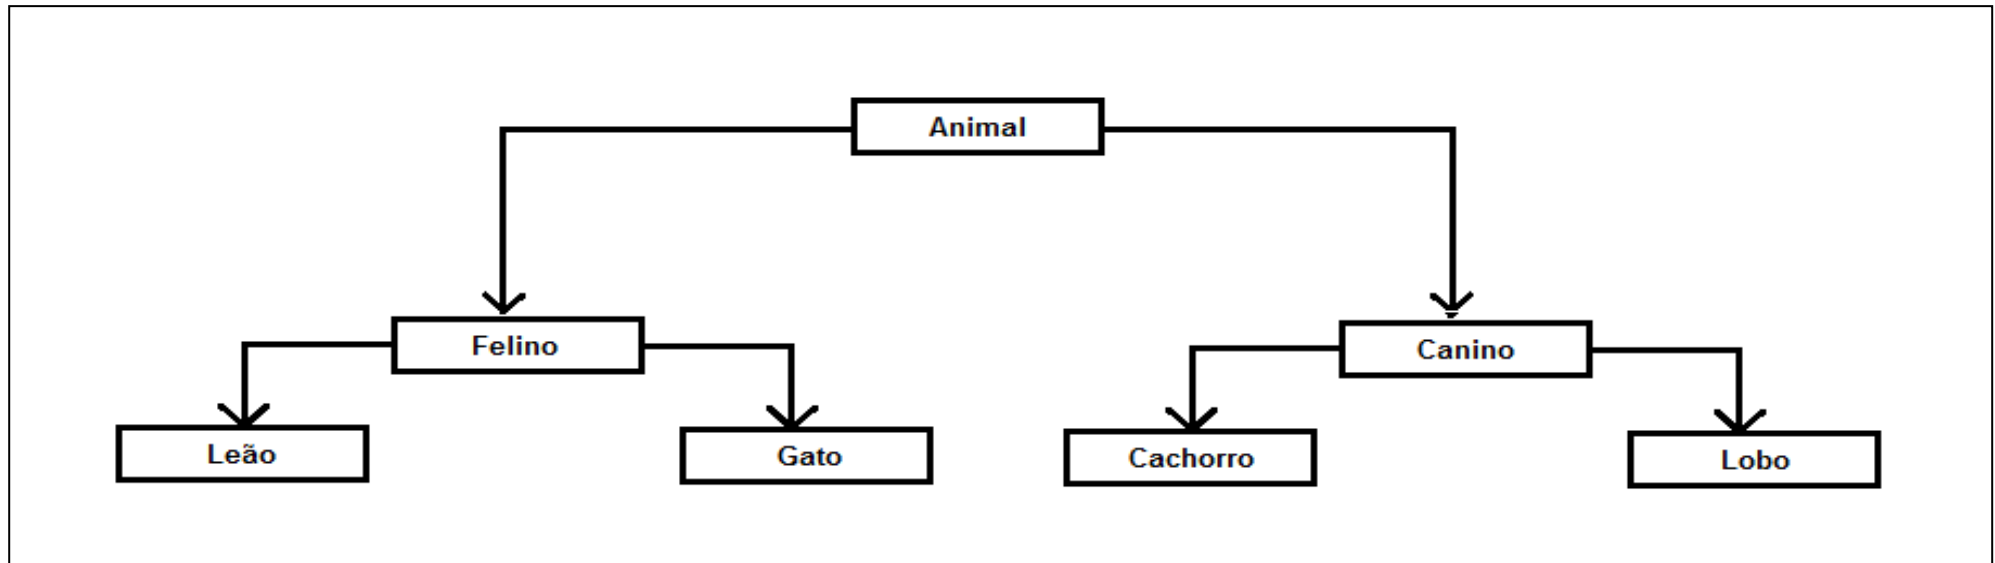 Animal
Felino
Canino
Leão
Gato
Cachorro
Lobo